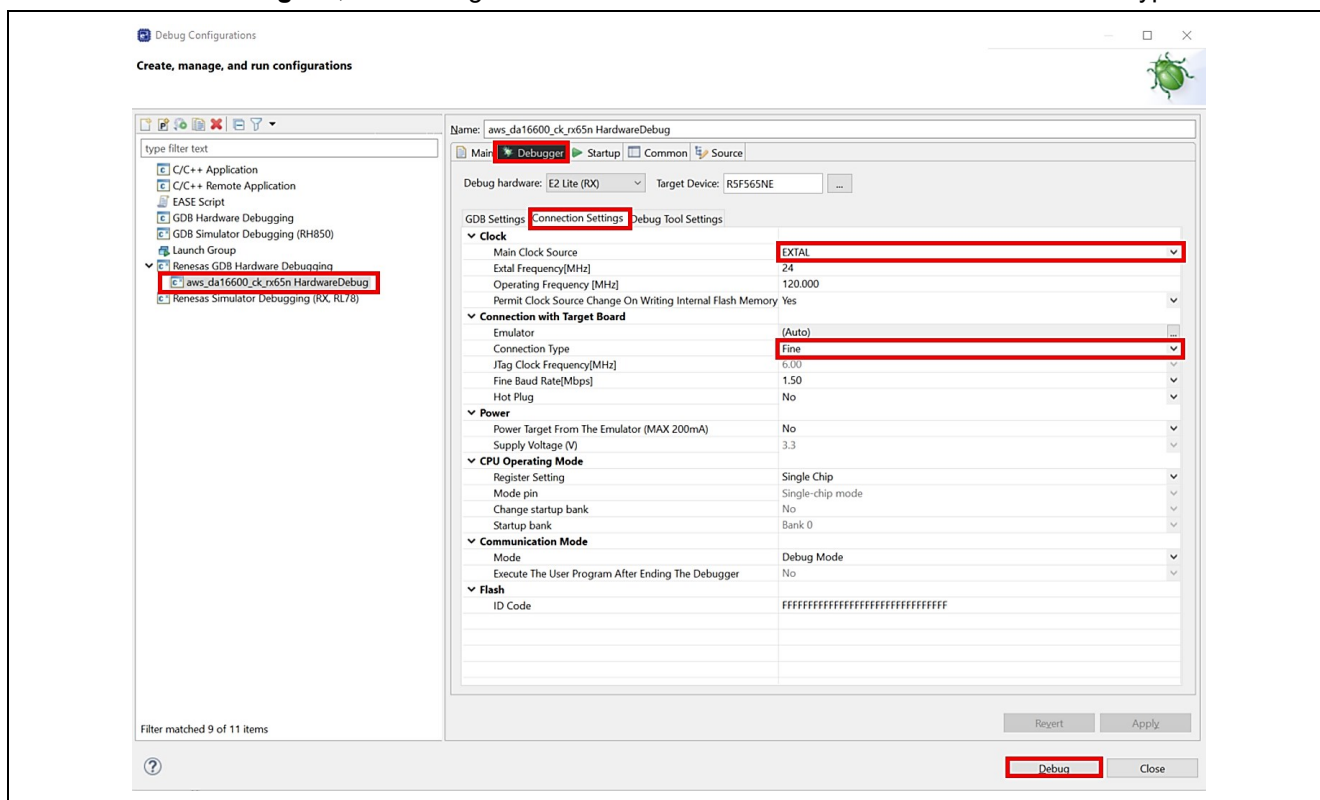 Debug Configurations
Create, manage, and run configurations
type filter text
C/C++ Application
C/C++ Remote Application
EASE Script
GDB Hardware Debugging
GDB Simulator Debugging (RH850)
Launch Group
Renesas GDB Hardware Debugging
aws_da16600_ck_rx65n HardwareDebug
Renesas Simulator Debugging (RX, RL78)
Filter matched 9 of 11 items
Name: aws_da16600_ck_rx65n HardwareDebug
Main Debugger Startup Common Source
Debug hardware: E2 Lite (RX) Target Device: R5F565NE ...
GDB Settings Connection Settings Debug Tool Settings
Clock
Main Clock Source EXTAL
Extal Frequency[MHz] 24
Operating Frequency [MHz] 120.000
Permit Clock Source Change On Writing Internal Flash Memory Yes
Connection with Target Board
Emulator (Auto) ...
Connection Type Fine
JTag Clock Frequency[MHz] 6.00
Fine Baud Rate[Mbps] 1.50
Hot Plug No
Power
Power Target From The Emulator (MAX 200mA) No
Supply Voltage (V) 3.3
CPU Operating Mode
Register Setting Single Chip
Mode pin Single-chip mode
Change startup bank No
Startup bank Bank 0
Communication Mode
Mode Debug Mode
Execute The User Program After Ending The Debugger No
Flash
ID Code FFFFFFFFFFFFFFFFFFFFFFFFFFFFFFFF
Revert Apply
Debug Close